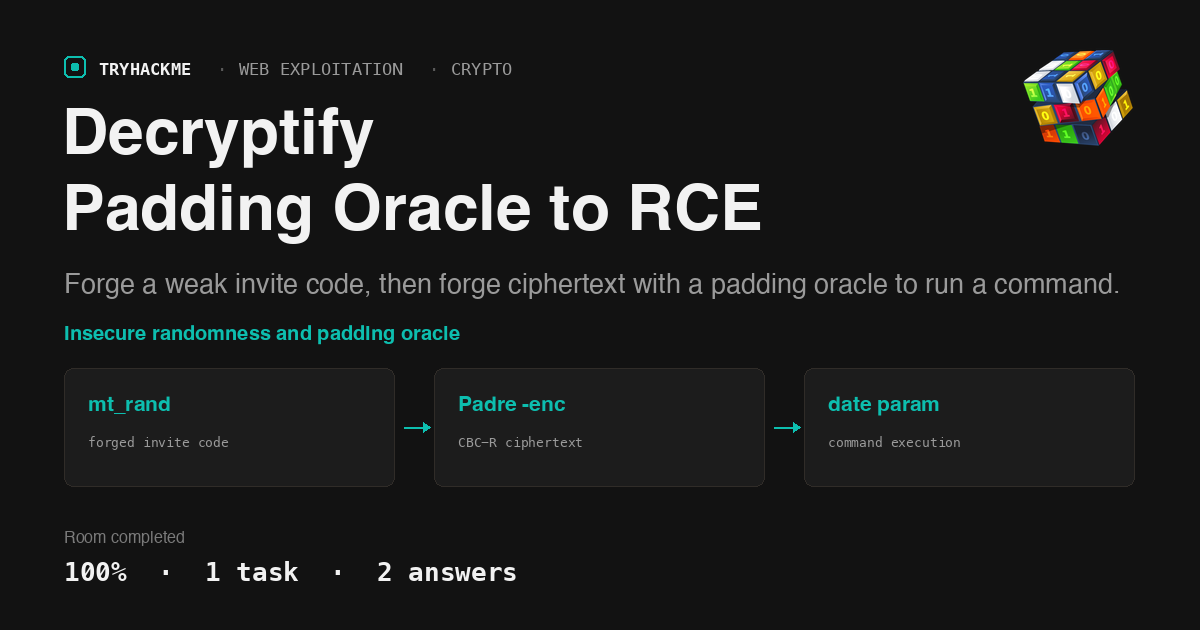 TRYHACKME · WEB EXPLOITATION · CRYPTO
Decryptify
Padding Oracle to RCE
Forge a weak invite code, then forge ciphertext with a padding oracle to run a command.
Insecure randomness and padding oracle
mt_rand
forged invite code
Padre -enc
CBC-R ciphertext
date param
command execution
Room completed
100% · 1 task · 2 answers